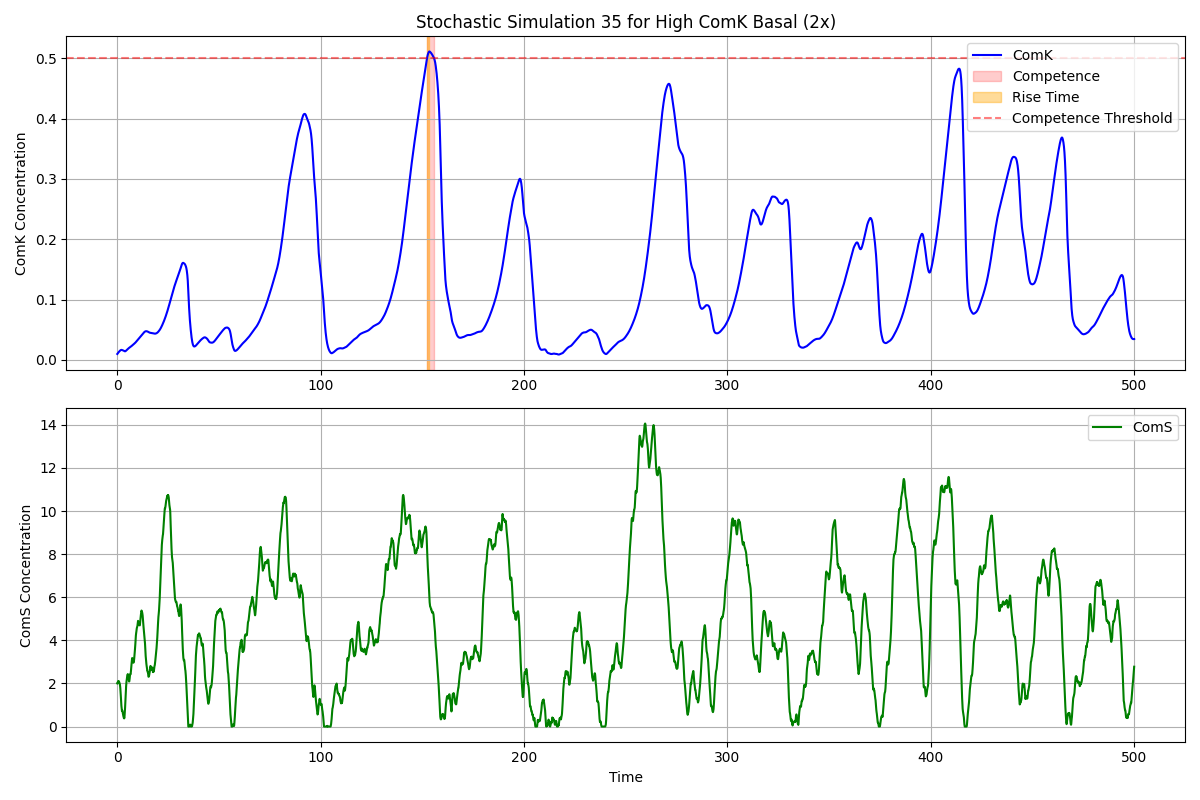 Stochastic Simulation 35 for High ComK Basal (2x)
ComK Concentration
0.5
0.4
0.3
0.2
0.1
0.0
ComK
Competence
Rise Time
Competence Threshold
0 100 200 300 400 500
ComS Concentration
14
12
10
8
6
4
2
0
ComS
0 100 200 300 400 500
Time